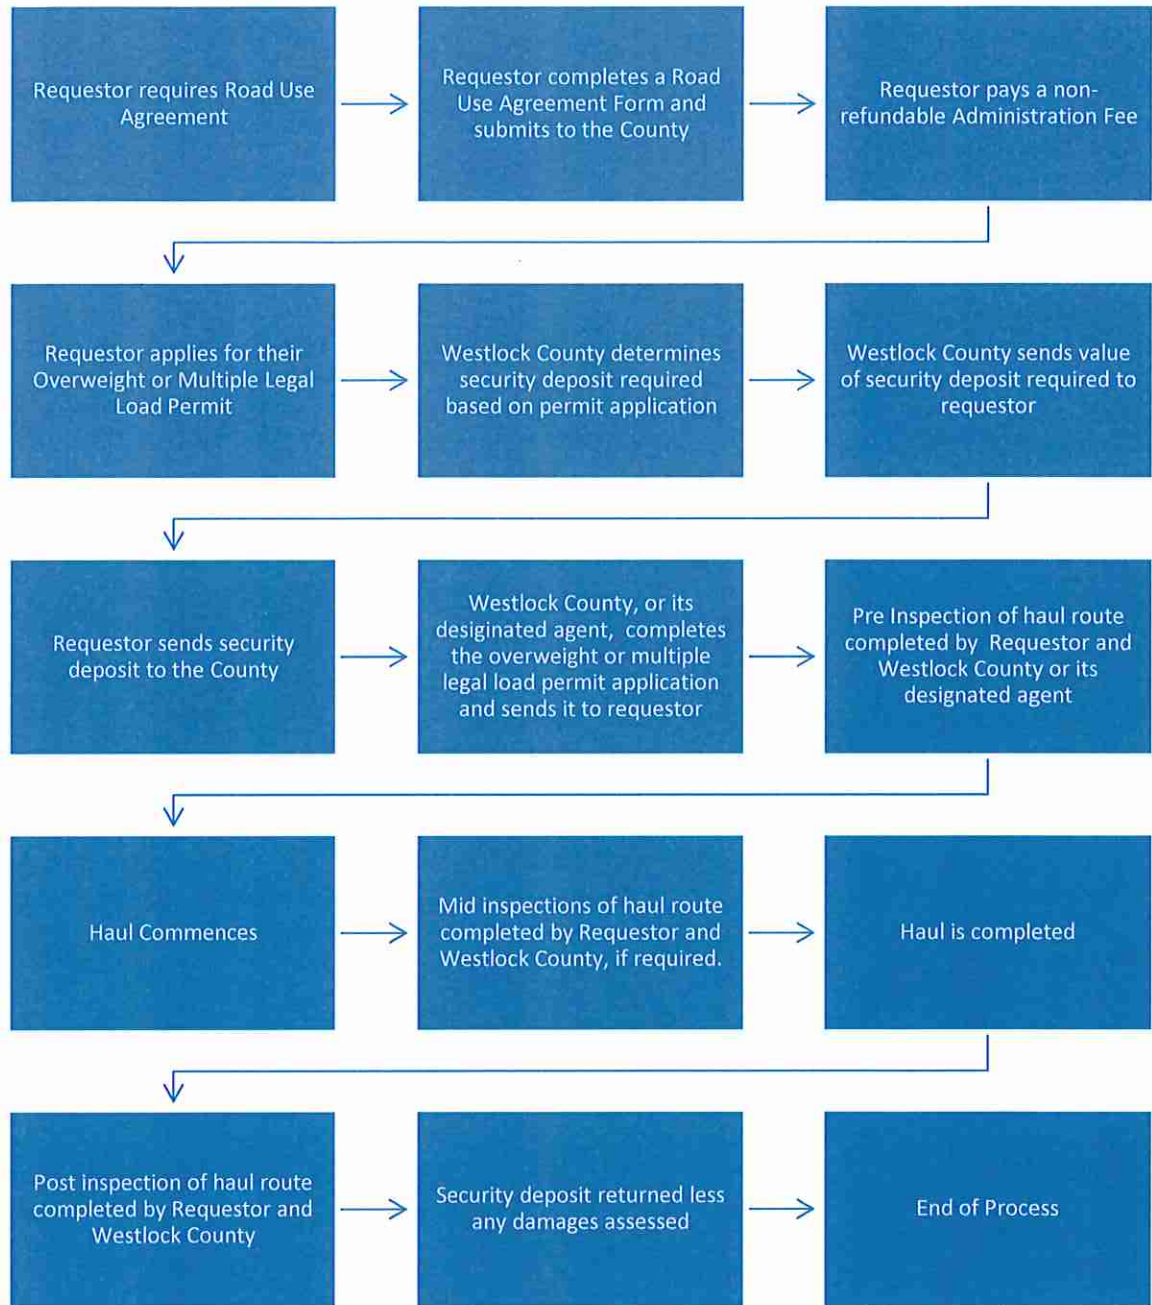 Requestor requires Road Use
Agreement
Requestor completes a Road
Use Agreement Form and
submits to the County
Requestor pays a non-
refundable Administration Fee
Requestor applies for their
Overweight or Multiple Legal
Load Permit
Westlock County determines
security deposit required
based on permit application
Westlock County sends value
of security deposit required to
requestor
Requestor sends security
deposit to the County
Westlock County, or its
desiginated agent, completes
the overweight or multiple
legal load permit application
and sends it to requestor
Pre Inspection of haul route
completed by Requestor and
Westlock County or its
designated agent
Haul Commences
Mid inspections of haul route
completed by Requestor and
Westlock County, if required.
Haul is completed
Post inspection of haul route
completed by Requestor and
Westlock County
Security deposit returned less
any damages assessed
End of Process